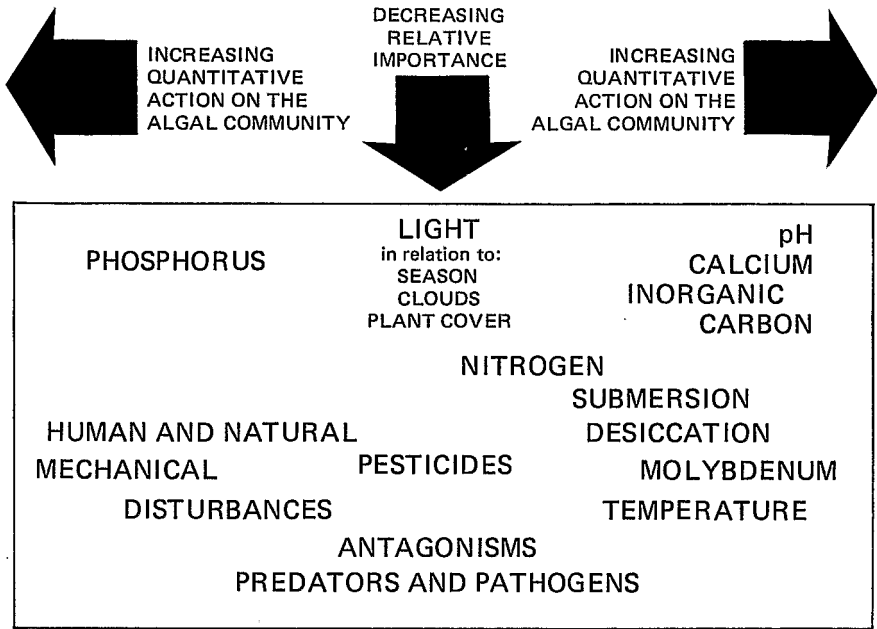 DECREASING
RELATIVE
IMPORTANCE
INCREASING
QUANTITATIVE
ACTION ON THE
ALGAL COMMUNITY
INCREASING
QUANTITATIVE
ACTION ON THE
ALGAL COMMUNITY
PHOSPHORUS
LIGHT
in relation to:
SEASON
CLOUDS
PLANT COVER
pH
CALCIUM
INORGANIC
CARBON
NITROGEN
SUBMERSION
DESICCATION
HUMAN AND NATURAL
MECHANICAL
DISTURBANCES
PESTICIDES
MOLYBDENUM
TEMPERATURE
ANTAGONISMS
PREDATORS AND PATHOGENS